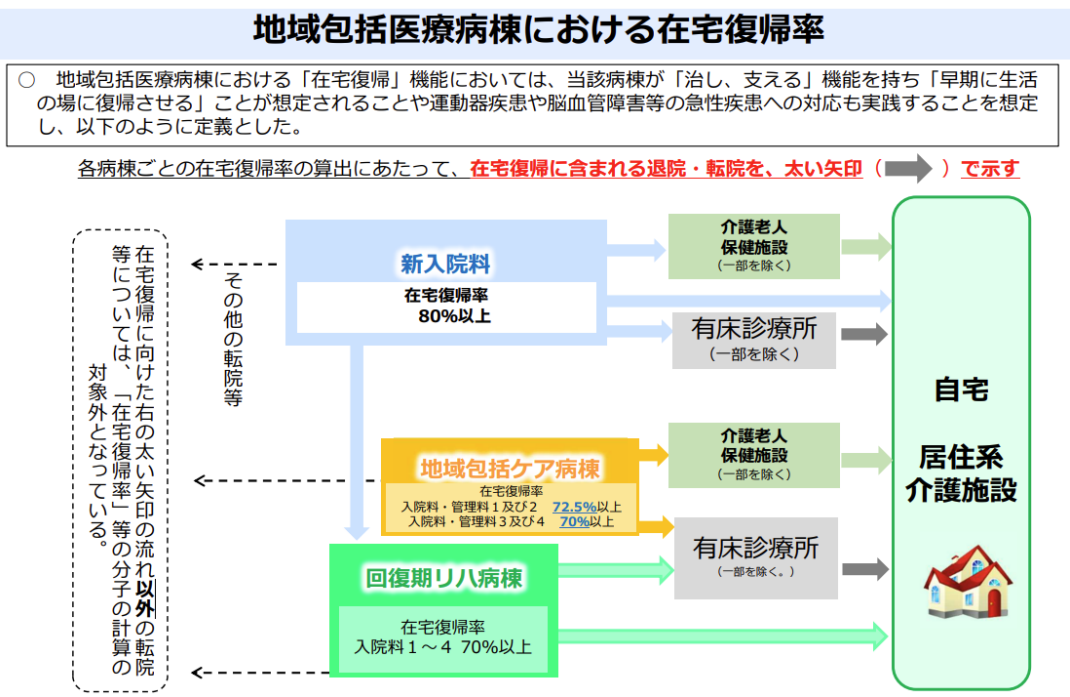 地域包括医療病棟における在宅復帰率
○ 地域包括医療病棟における「在宅復帰」機能においては、当該病棟が「治し、支える」機能を持ち「早期に生活
の場に復帰させる」ことが想定されることや運動器疾患や脳血管障害等の急性疾患への対応も実践することを想定
し、以下のように定義とした。
各病棟ごとの在宅復帰率の算出にあたって、在宅復帰に含まれる退院・転院を、太い矢印（ ）で示す
在宅復帰に向けた右の太い矢印の流れ以外の転院
等については、「在宅復帰率」等の分子の計算の
対象外となっている。
その他の転院等
新入院料
在宅復帰率
80%以上
介護老人
保健施設
（一部を除く）
有床診療所
（一部を除く）
地域包括ケア病棟
在宅復帰率
入院料・管理料１及び２ 72.5%以上
入院料・管理料３及び４ 70%以上
介護老人
保健施設
（一部を除く）
有床診療所
（一部を除く。）
回復期リハ病棟
在宅復帰率
入院料１～４ 70%以上
自宅
居住系
介護施設